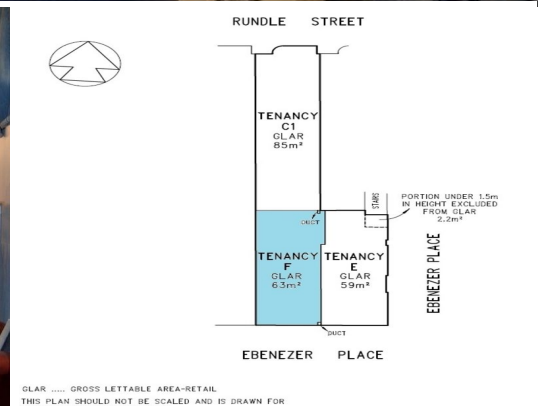 RUNDLE STREET
TENANCY
C1
GLAR
85m²
STAIRS
PORTION UNDER 1.5m
IN HEIGHT EXCLUDED
FROM GLAR
2.2m²
DUCT
TENANCY
F
GLAR
63m²
TENANCY
E
GLAR
59m²
EBENEZER PLACE
DUCT
EBENEZER PLACE
GLAR ..... GROSS LETTABLE AREA-RETAIL
THIS PLAN SHOULD NOT BE SCALED AND IS DRAWN FOR